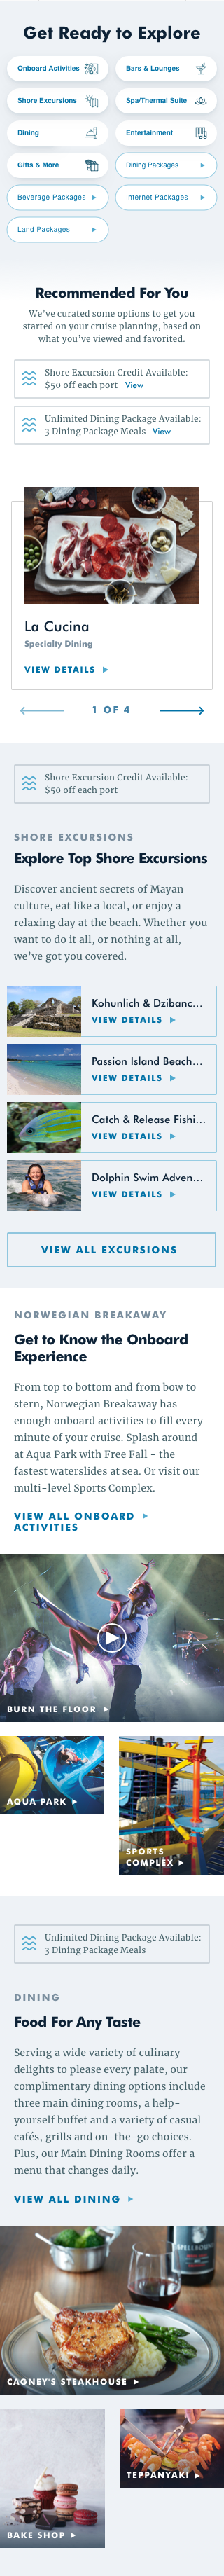 Get Ready to Explore
Onboard Activities
Bars & Lounges
Shore Excursions
Spa/Thermal Suite
Dining
Entertainment
Gifts & More
Dining Packages
Beverage Packages
Internet Packages
Land Packages
Recommended For You
We've curated some options to get you
started on your cruise planning, based on
what you've viewed and favorited.
Shore Excursion Credit Available:
$50 off each port View
Unlimited Dining Package Available:
3 Dining Package Meals View
La Cucina
Specialty Dining
VIEW DETAILS
1 OF 4
Shore Excursion Credit Available:
$50 off each port
SHORE EXCURSIONS
Explore Top Shore Excursions
Discover ancient secrets of Mayan
culture, eat like a local, or enjoy a
relaxing day at the beach. Whether you
want to do it all, or nothing at all,
we've got you covered.
Kohunlich & Dzibanc...
VIEW DETAILS
Passion Island Beach...
VIEW DETAILS
Catch & Release Fishi...
VIEW DETAILS
Dolphin Swim Adven...
VIEW DETAILS
VIEW ALL EXCURSIONS
NORWEGIAN BREAKAWAY
Get to Know the Onboard
Experience
From top to bottom and from bow to
stern, Norwegian Breakaway has
enough onboard activities to fill every
minute of your cruise. Splash around
at Aqua Park with Free Fall - the
fastest waterslides at sea. Or visit our
multi-level Sports Complex.
VIEW ALL ONBOARD
ACTIVITIES
BURN THE FLOOR
AQUA PARK
SPORTS
COMPLEX
Unlimited Dining Package Available:
3 Dining Package Meals
DINING
Food For Any Taste
Serving a wide variety of culinary
delights to please every palate, our
complimentary dining options include
three main dining rooms, a help-
yourself buffet and a variety of casual
cafés, grills and on-the-go choices.
Plus, our Main Dining Rooms offer a
menu that changes daily.
VIEW ALL DINING
CAGNEY'S STEAKHOUSE
TEPPANYAKI
BAKE SHOP